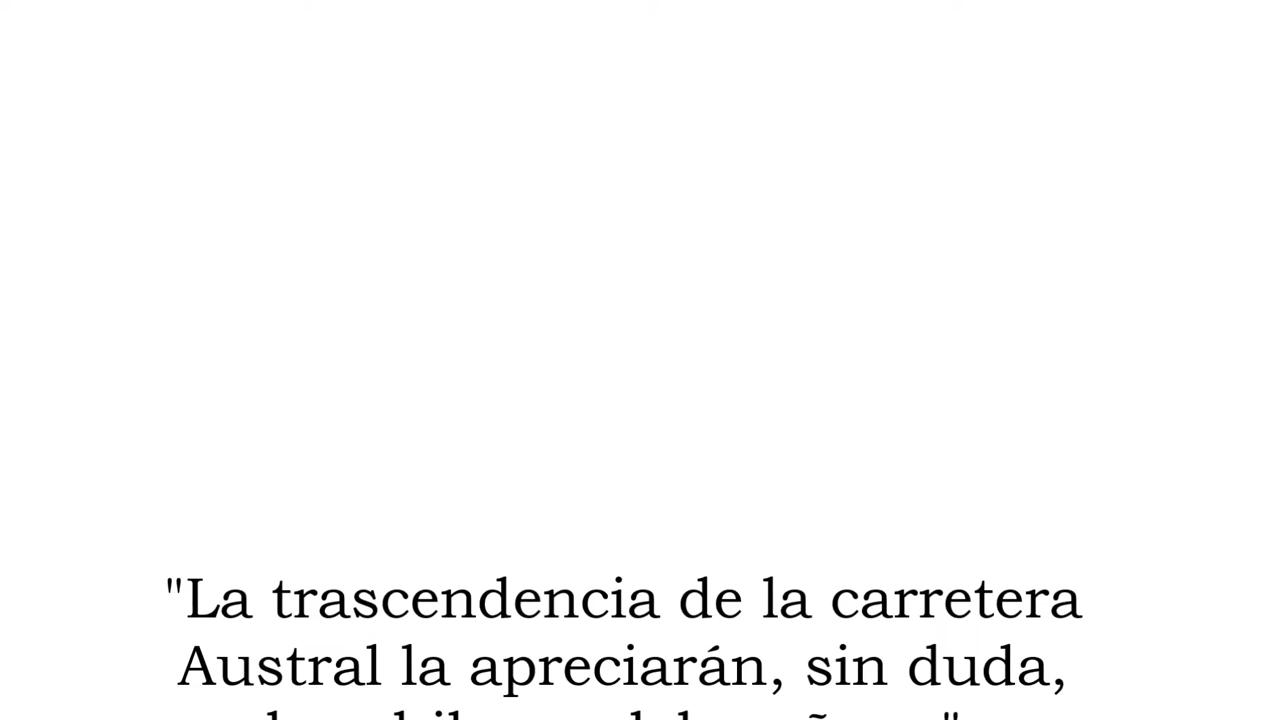 "La trascendencia de la carretera
Austral la apreciarán, sin duda,